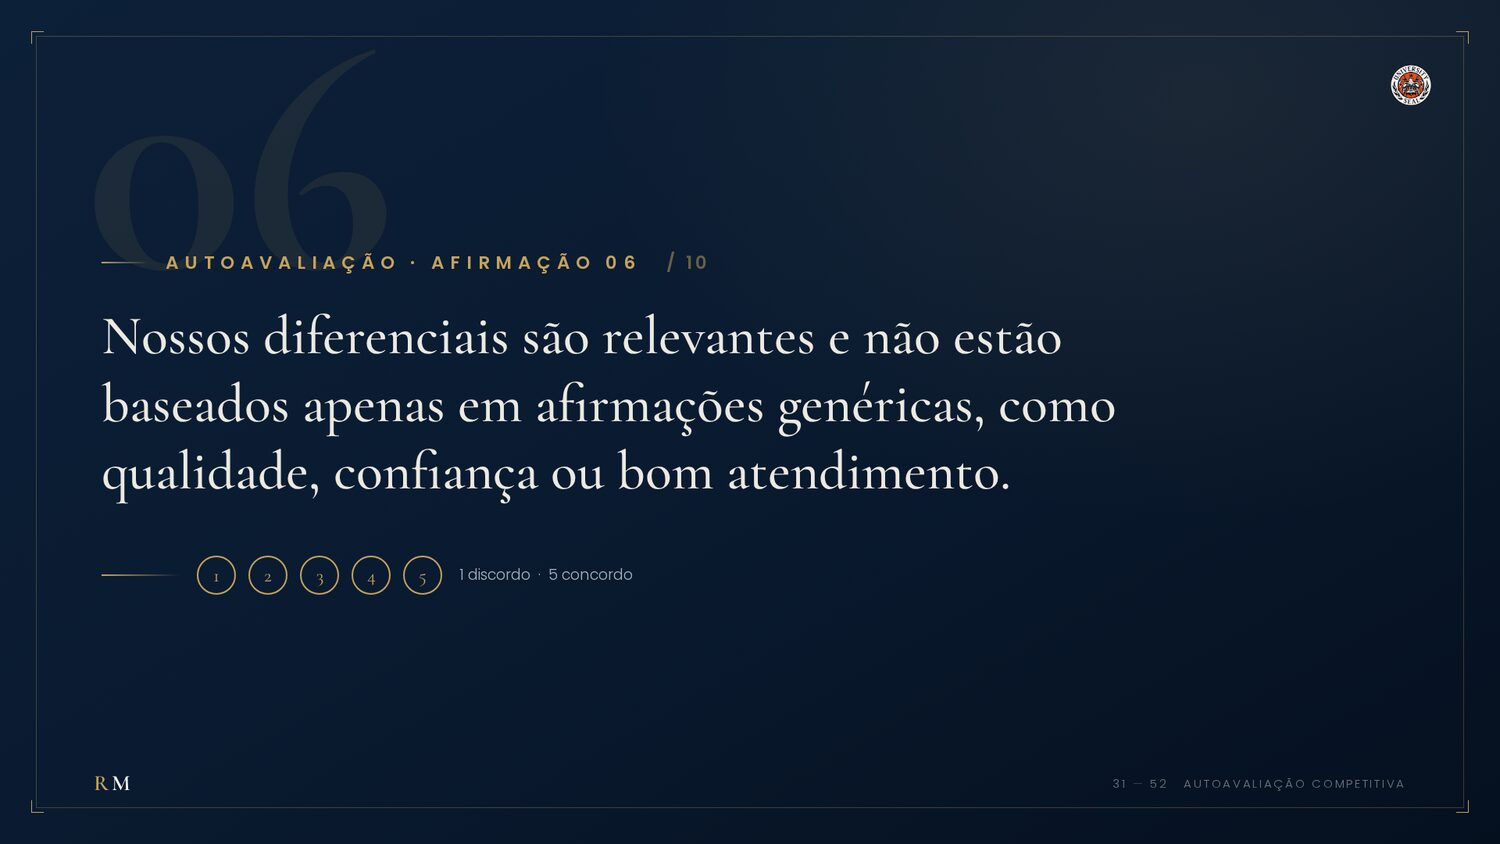 06
AUTOAVALIAÇÃO · AFIRMAÇÃO 06 / 10
Nossos diferenciais são relevantes e não estão
baseados apenas em afirmações genéricas, como
qualidade, confiança ou bom atendimento.
1 2 3 4 5 1 discordo · 5 concordo
RM
31 — 52 AUTOAVALIAÇÃO COMPETITIVA